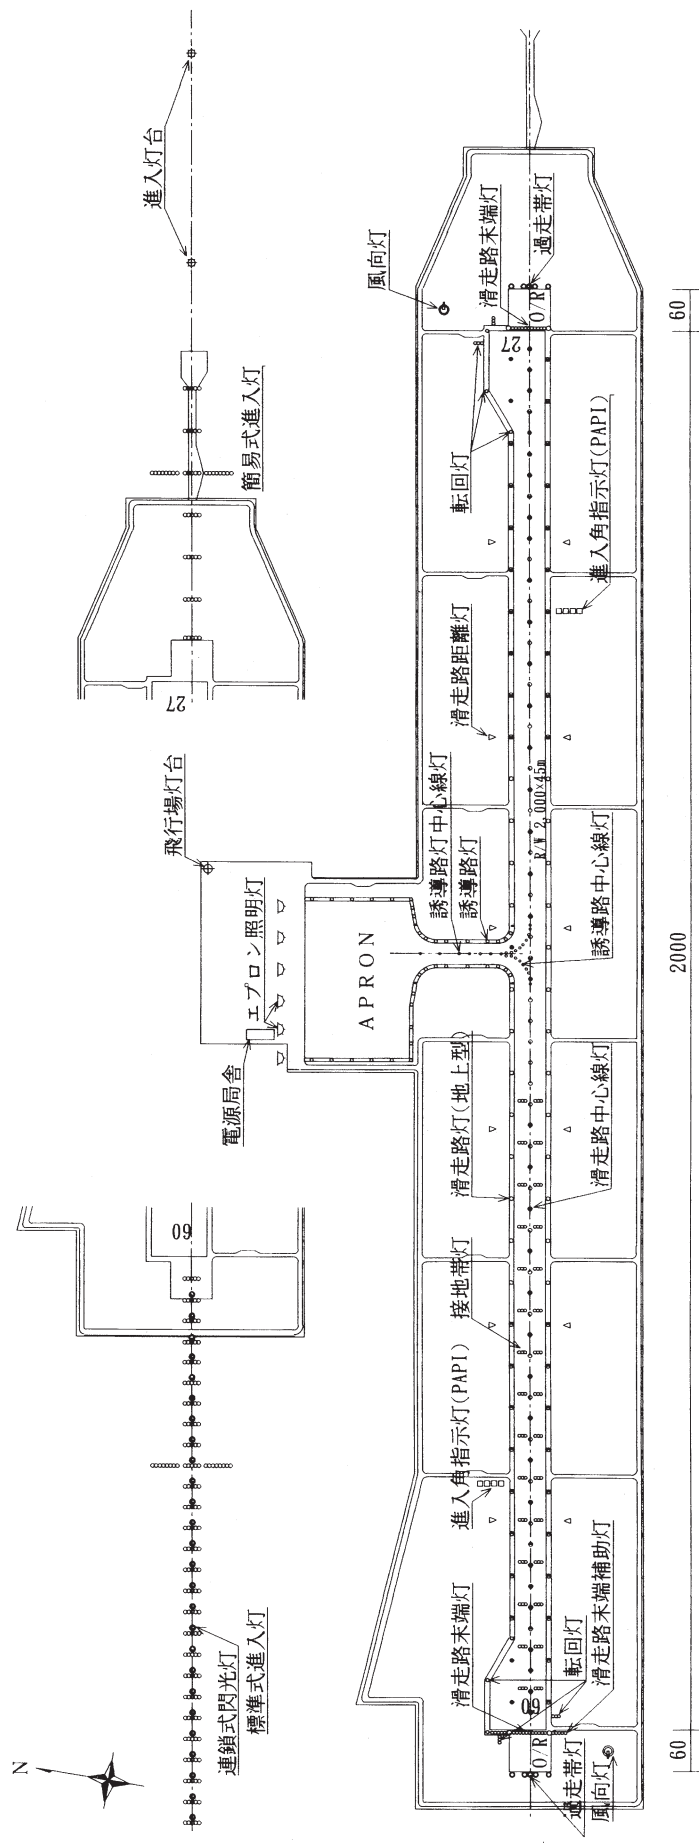 進入灯台
簡易式進入灯
27
飛行場灯台
エプロン照明灯
電源局舎
APRON
09
連鎖式閃光灯
標準式進入灯
N
風向灯
滑走路末端灯
過走帯灯
O/R
27
60
転回灯
進入角指示灯(PAPI)
滑走路距離灯
誘導路灯中心線灯
誘導路灯
R/W 2,000×45m
誘導路中心線灯
2000
滑走路灯(地上型)
滑走路中心線灯
接地帯灯
進入角指示灯(PAPI)
滑走路末端灯
09
転回灯
滑走路末端補助灯
O/R
過走帯灯
風向灯
60